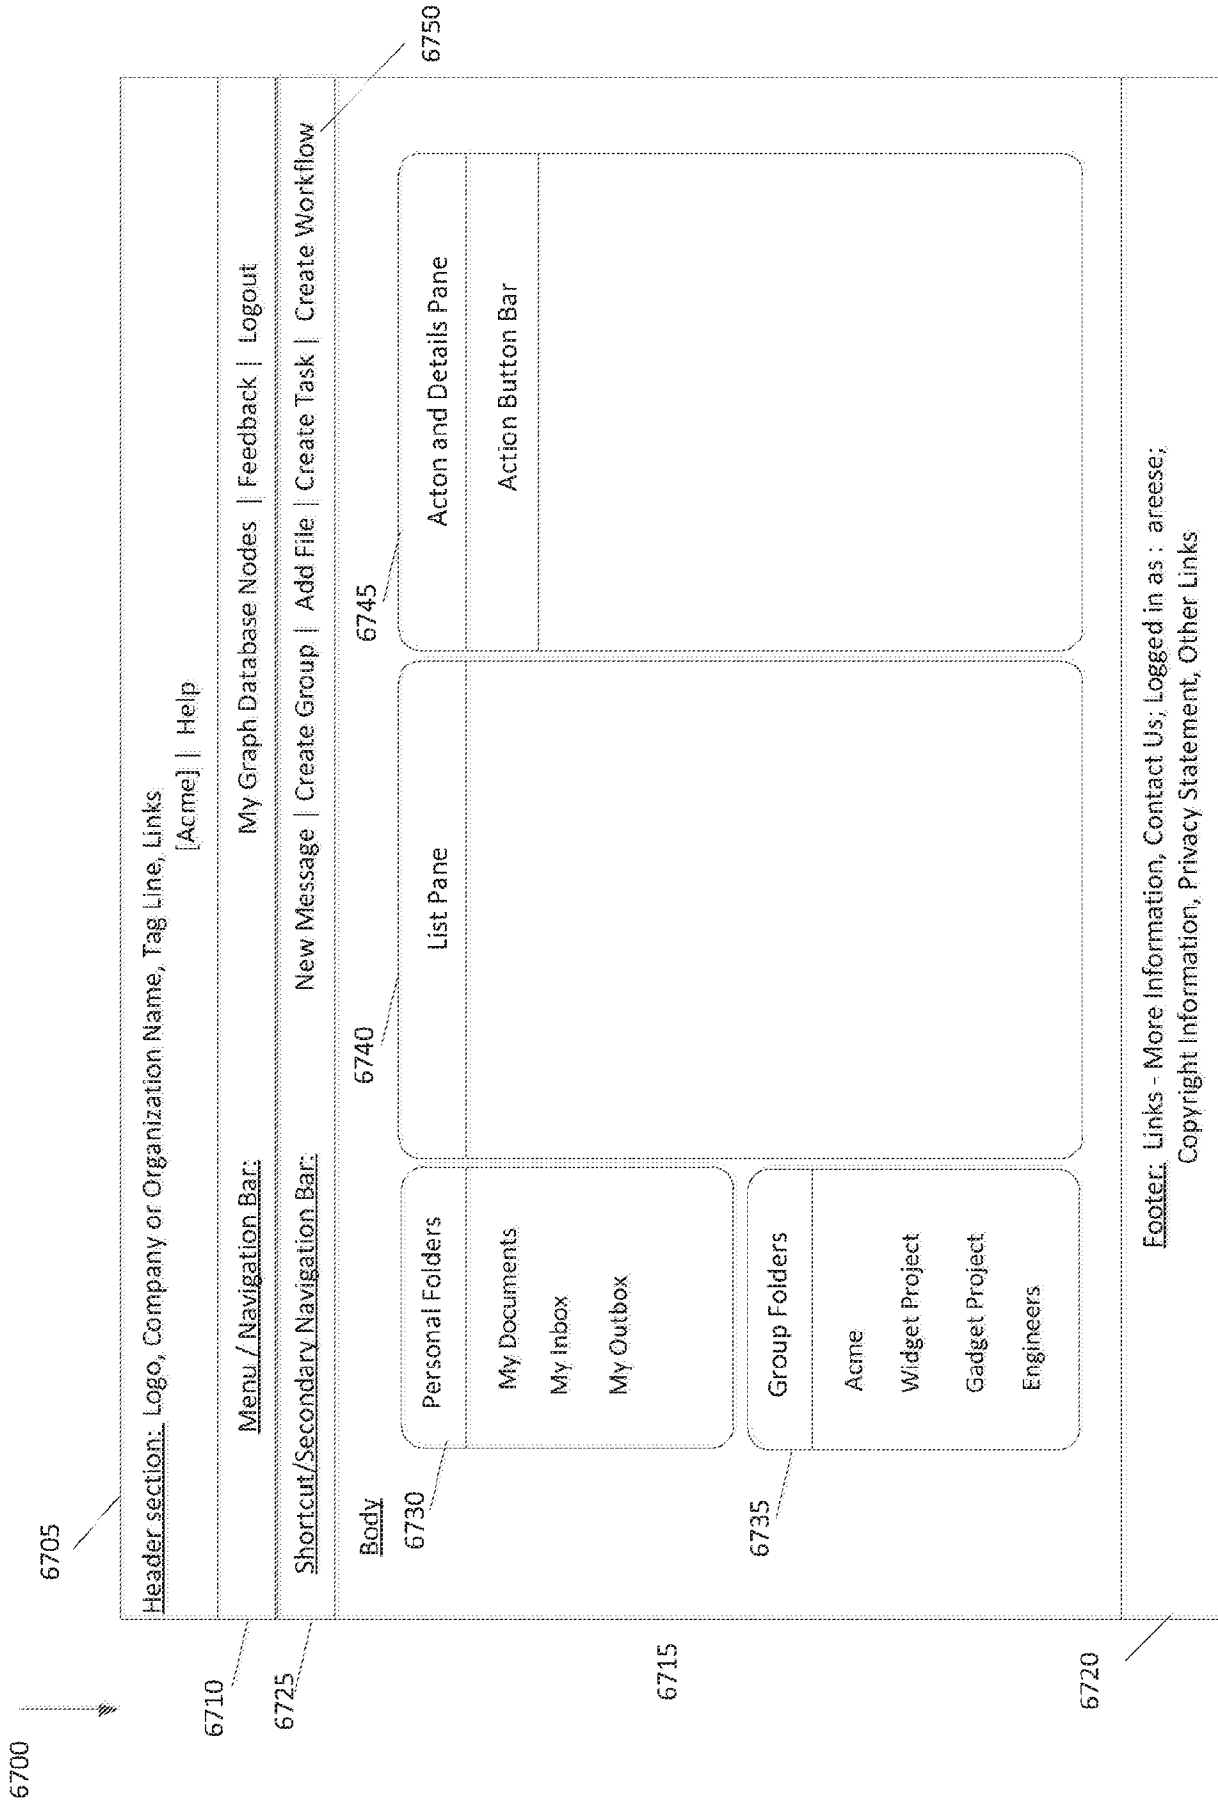 6700
6705
Header section: Logo, Company or Organization Name, Tag Line, Links
[Acme] | Help
6710
Menu / Navigation Bar: My Graph Database Nodes | Feedback | Logout
6725
Shortcut/Secondary Navigation Bar: New Message | Create Group | Add File | Create Task | Create Workflow
6750
Body
6715
6730
Personal Folders
My Documents
My Inbox
My Outbox
6735
Group Folders
Acme
Widget Project
Gadget Project
Engineers
6740
List Pane
6745
Acton and Details Pane
Action Button Bar
6720
Footer: Links - More Information, Contact Us; Logged in as : areese;
Copyright Information, Privacy Statement, Other Links